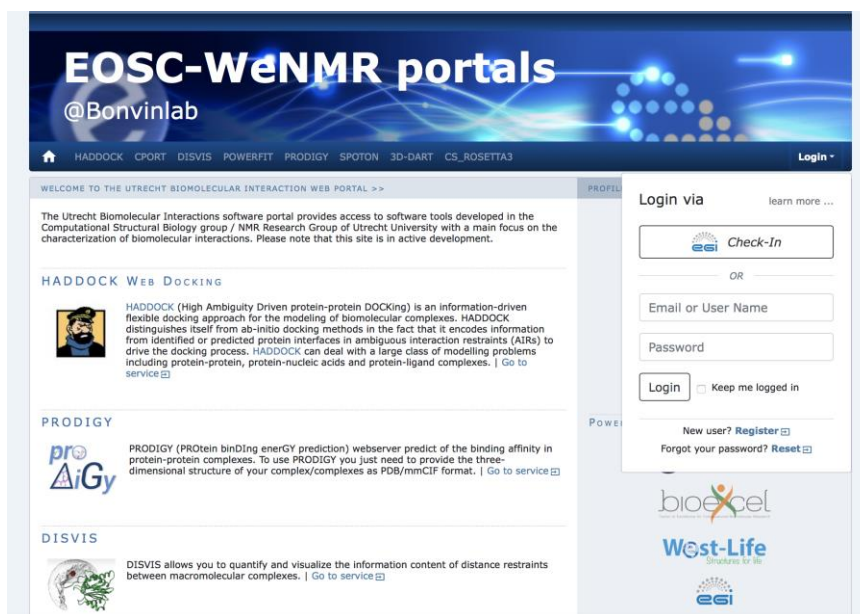 EOSC-WeNMR portals
@Bonvinlab
HADDOCK CPORT DISVIS POWERFIT PRODIGY SPOTON 3D-DART CS_ROSETTA3
Login
WELCOME TO THE UTRECHT BIOMOLECULAR INTERACTION WEB PORTAL >>
PROFIL
The Utrecht Biomolecular Interactions software portal provides access to software tools developed in the
Computational Structural Biology group / NMR Research Group of Utrecht University with a main focus on the
characterization of biomolecular interactions. Please note that this site is in active development.
HADDOCK WEB DOCKING
HADDOCK (High Ambiguity Driven protein-protein DOCKing) is an information-driven
flexible docking approach for the modeling of biomolecular complexes. HADDOCK
distinguishes itself from ab-initio docking methods in the fact that it encodes information
from identified or predicted protein interfaces in ambiguous interaction restraints (AIRs) to
drive the docking process. HADDOCK can deal with a large class of modelling problems
including protein-protein, protein-nucleic acids and protein-ligand complexes. | Go to
service
PRODIGY
pro
AiGy
PRODIGY (PROtein binDIng enerGY prediction) webserver predict of the binding affinity in
protein-protein complexes. To use PRODIGY you just need to provide the three-
dimensional structure of your complex/complexes as PDB/mmCIF format. | Go to service
DISVIS
DISVIS allows you to quantify and visualize the information content of distance restraints
between macromolecular complexes. | Go to service
Login via
learn more ...
egi Check-In
OR
Email or User Name
Password
Login
Keep me logged in
New user? Register
Forgot your password? Reset
POWE
bioexcel
West-Life
Structures for life
egi